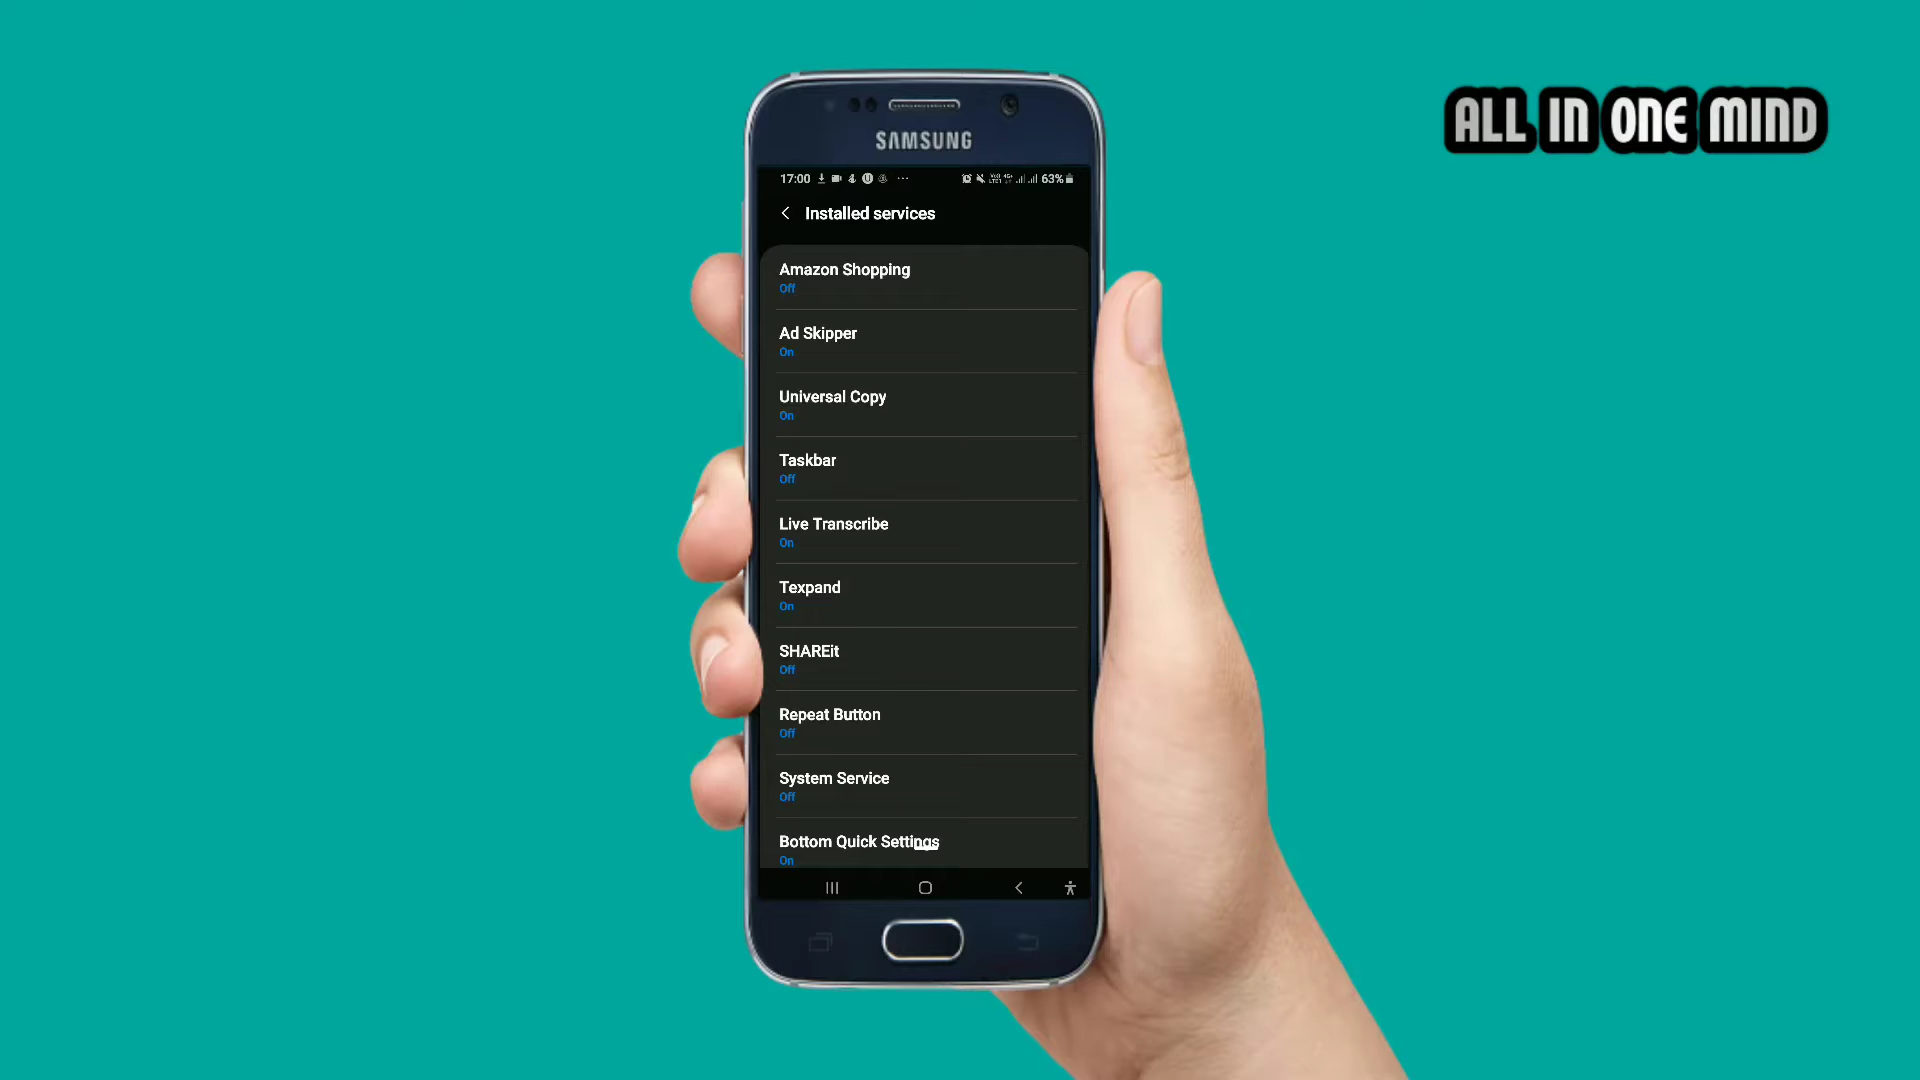 ALL IN ONE MIND
SAMSUNG
17:00
63%
Installed services
Amazon Shopping
Off
Ad Skipper
On
Universal Copy
On
Taskbar
Off
Live Transcribe
On
Texpand
On
SHAREit
Off
Repeat Button
Off
System Service
Off
Bottom Quick Settings
On